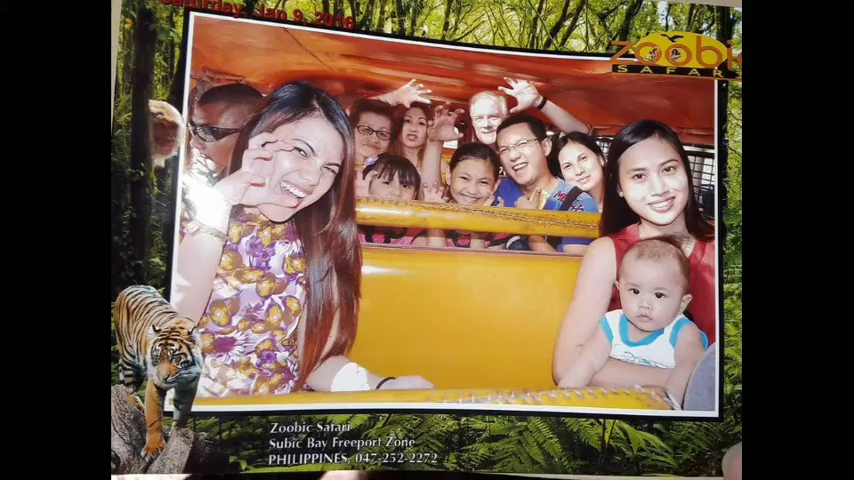 Saturday, Jan 9, 2016
zoobic
SAFARI
Zoobic Safari
Subic Bay Freeport Zone
PHILIPPINES, 047-252-2272